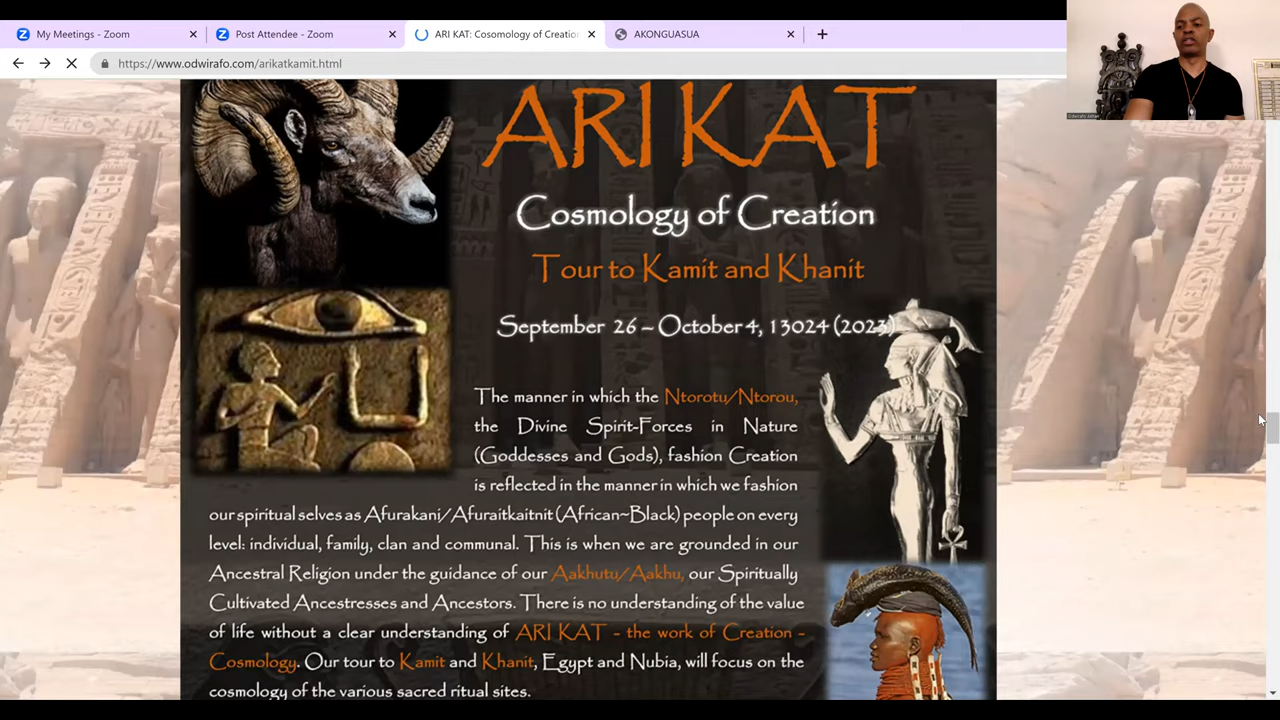 My Meetings - Zoom
Post Attendee - Zoom
ARI KAT: Cosomology of Creation
AKONGUASUA
https://www.odwirafo.com/arikatkamit.html
ARI KAT
Cosmology of Creation
Tour to Kamit and Khanit
September 26 – October 4, 13024 (2023)
The manner in which the Ntorotu/Ntorou,
the Divine Spirit-Forces in Nature
(Goddesses and Gods), fashion Creation
is reflected in the manner in which we fashion
our spiritual selves as Afurakani/Afuraitkaitnit (African~Black) people on every
level: individual, family, clan and communal. This is when we are grounded in our
Ancestral Religion under the guidance of our Aakhutu/Aakhu, our Spiritually
Cultivated Ancestresses and Ancestors. There is no understanding of the value
of life without a clear understanding of ARI KAT - the work of Creation -
Cosmology. Our tour to Kamit and Khanit, Egypt and Nubia, will focus on the
cosmology of the various sacred ritual sites.